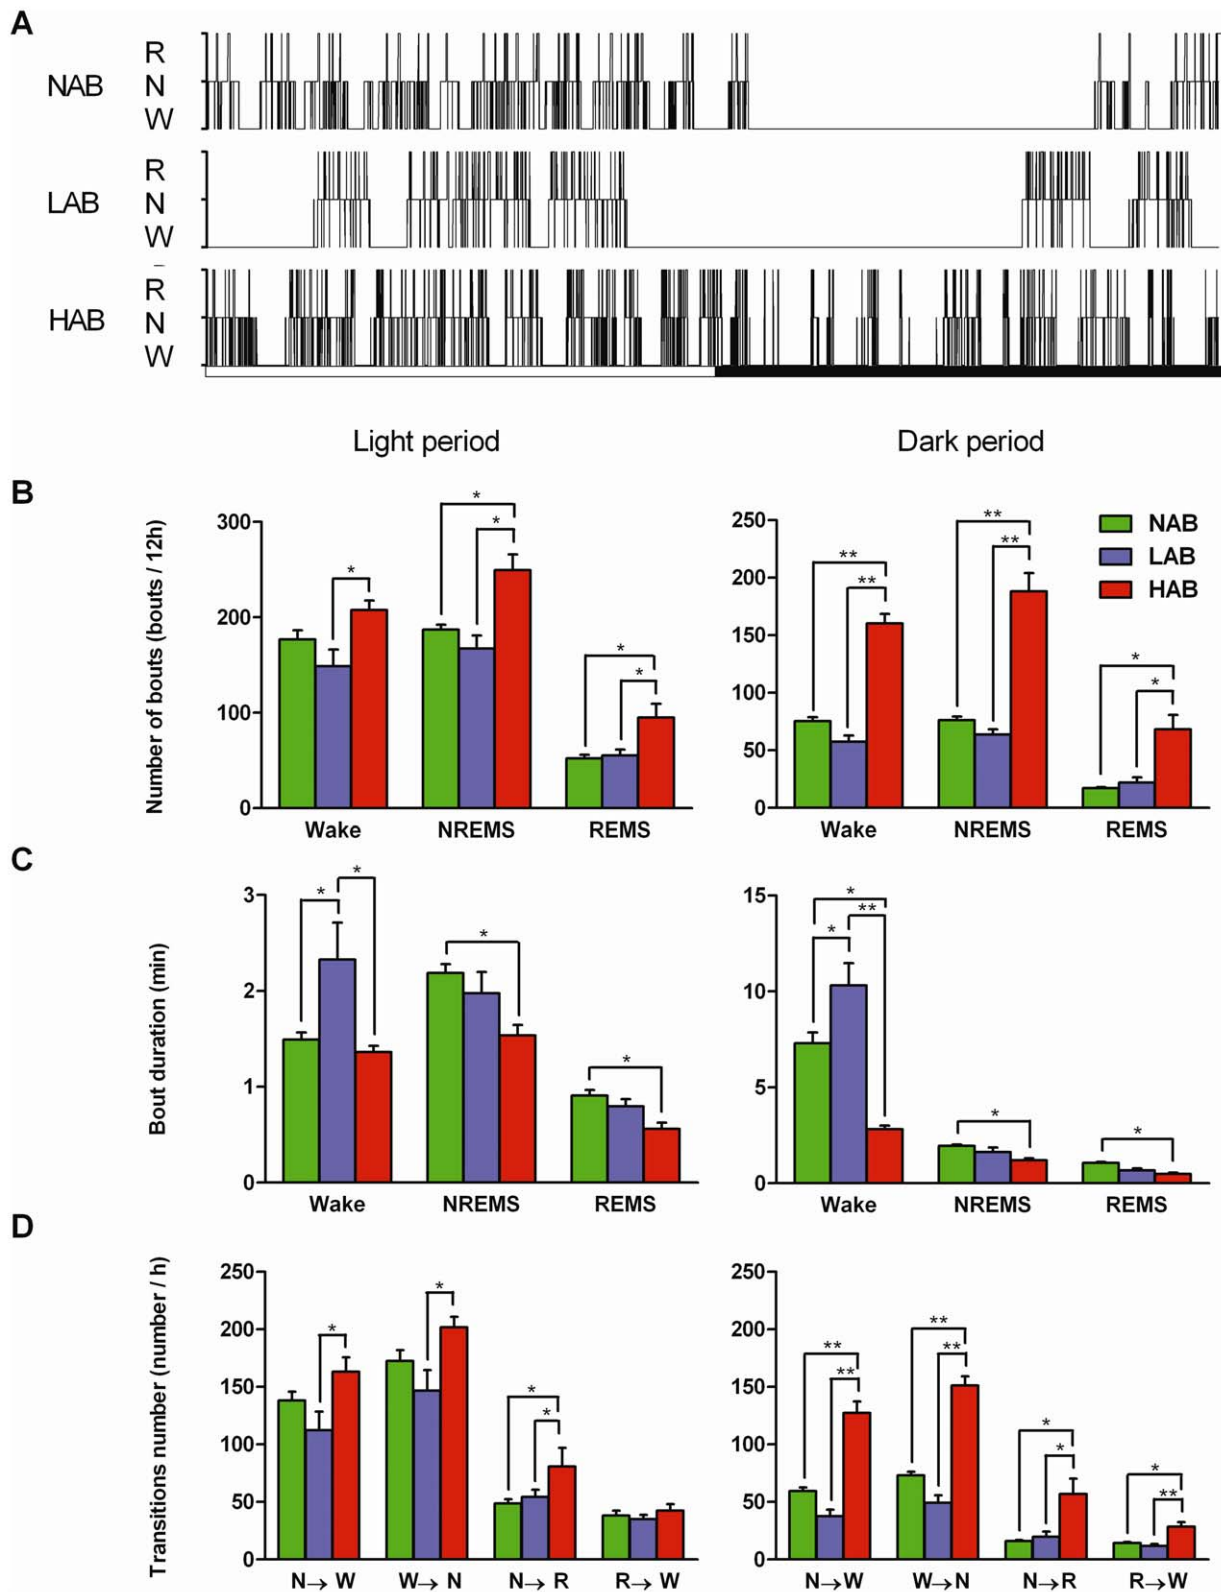 A
NAB
R
N
W
LAB
R
N
W
HAB
R
N
W
Light period
Dark period
B
Number of bouts (bouts / 12h)
300
200
100
0
*
*
*
*
*
Wake
NREMS
REMS
250
200
150
100
50
0
**
**
**
**
*
*
Wake
NREMS
REMS
NAB
LAB
HAB
C
Bout duration (min)
3
2
1
0
*
*
*
*
Wake
NREMS
REMS
15
10
5
0
*
**
*
*
*
Wake
NREMS
REMS
D
Transitions number (number / h)
250
200
150
100
50
0
*
*
*
*
N→ W
W→ N
N→ R
R→ W
250
200
150
100
50
0
**
**
**
**
*
*
*
**
N→W
W→N
N→R
R→W